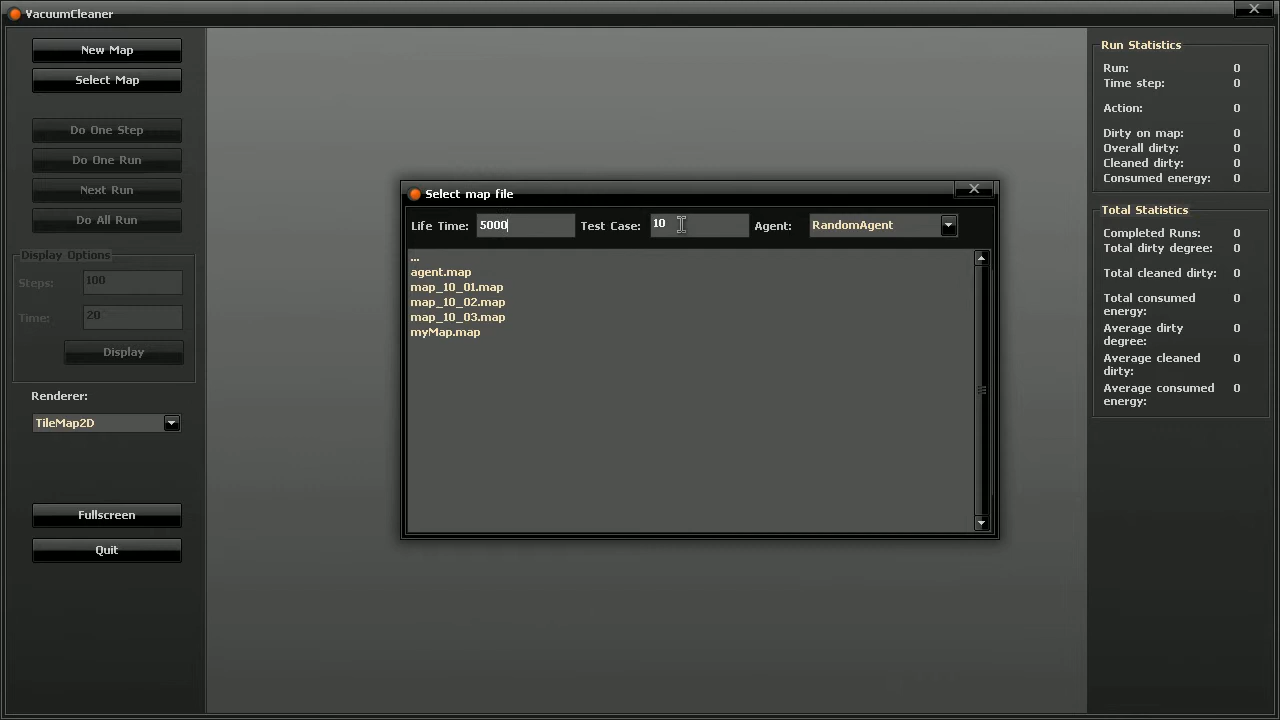 VacuumCleaner
New Map
Select Map
Do One Step
Do One Run
Next Run
Do All Run
Display Options
Steps: 100
Time: 20
Display
Renderer:
TileMap2D
Fullscreen
Quit
Select map file
Life Time: 5000 Test Case: 10 Agent: RandomAgent
...
agent.map
map_10_01.map
map_10_02.map
map_10_03.map
myMap.map
Run Statistics
Run: 0
Time step: 0
Action: 0
Dirty on map: 0
Overall dirty: 0
Cleaned dirty: 0
Consumed energy: 0
Total Statistics
Completed Runs: 0
Total dirty degree: 0
Total cleaned dirty: 0
Total consumed 0
energy:
Average dirty 0
degree:
Average cleaned 0
dirty:
Average consumed 0
energy: